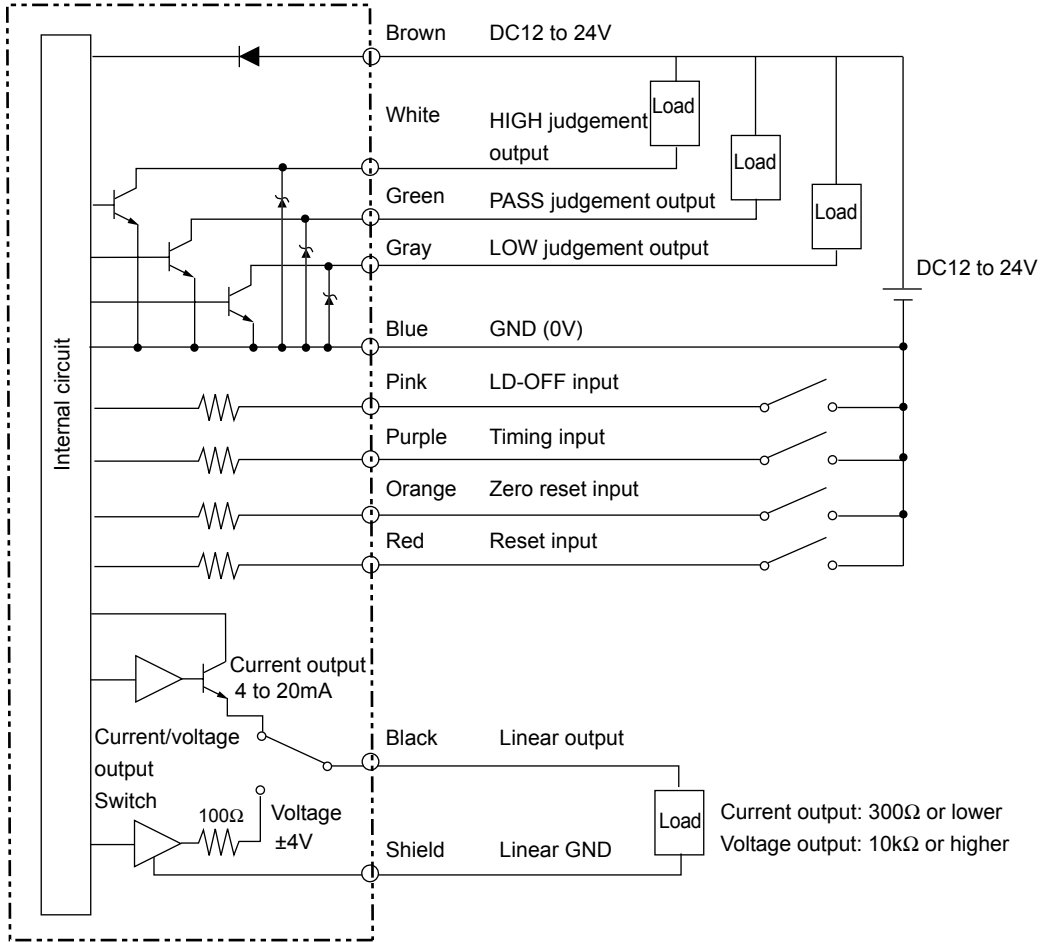 Brown DC12 to 24V
White HIGH judgement
output
Load
Load
Load
Green PASS judgement output
Gray LOW judgement output
DC12 to 24V
Blue GND (0V)
Internal circuit
Pink LD-OFF input
Purple Timing input
Orange Zero reset input
Red Reset input
Current output
4 to 20mA
Current/voltage
output
Switch
Black Linear output
100Ω
Voltage
±4V
Load
Current output: 300Ω or lower
Voltage output: 10kΩ or higher
Shield Linear GND